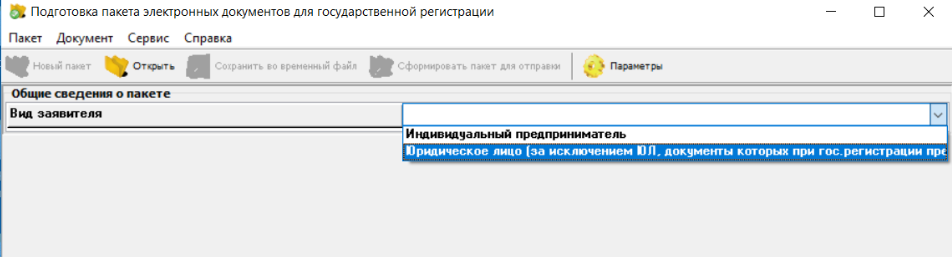 Подготовка пакета электронных документов для государственной регистрации
Пакет Документ Сервис Справка
Новый пакет Открыть Сохранить во временный файл Сформировать пакет для отправки Параметры
Общие сведения о пакете
Вид заявителя
Индивидуальный предприниматель
Юридическое лицо (за исключением ЮЛ, документы которых при гос.регистрации пре